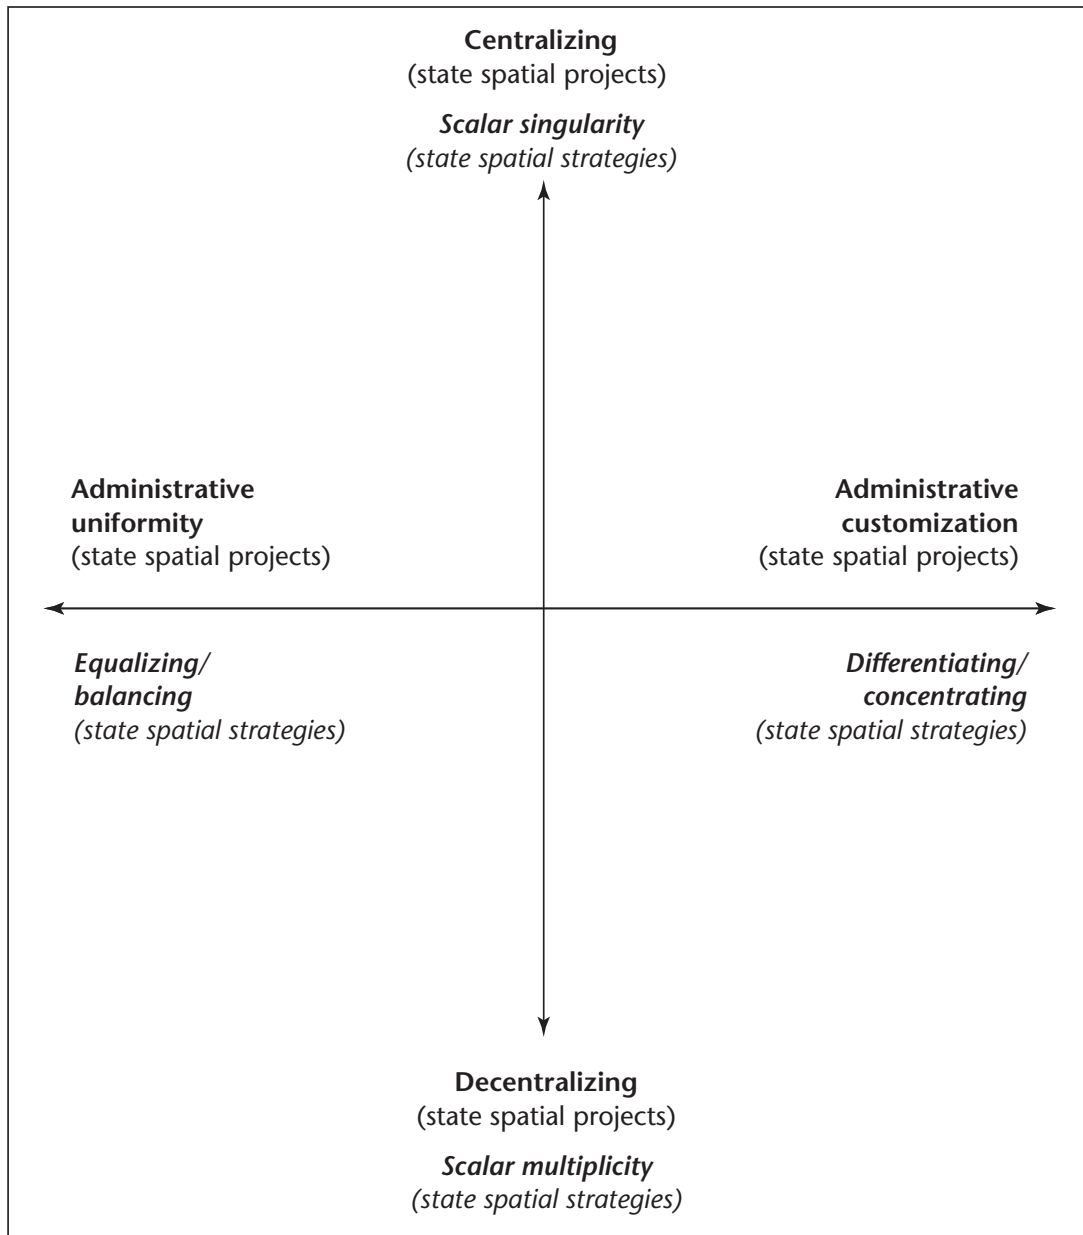 Centralizing
(state spatial projects)
Scalar singularity
(state spatial strategies)
Administrative
uniformity
(state spatial projects)
Administrative
customization
(state spatial projects)
Equalizing/
balancing
(state spatial strategies)
Differentiating/
concentrating
(state spatial strategies)
Decentralizing
(state spatial projects)
Scalar multiplicity
(state spatial strategies)